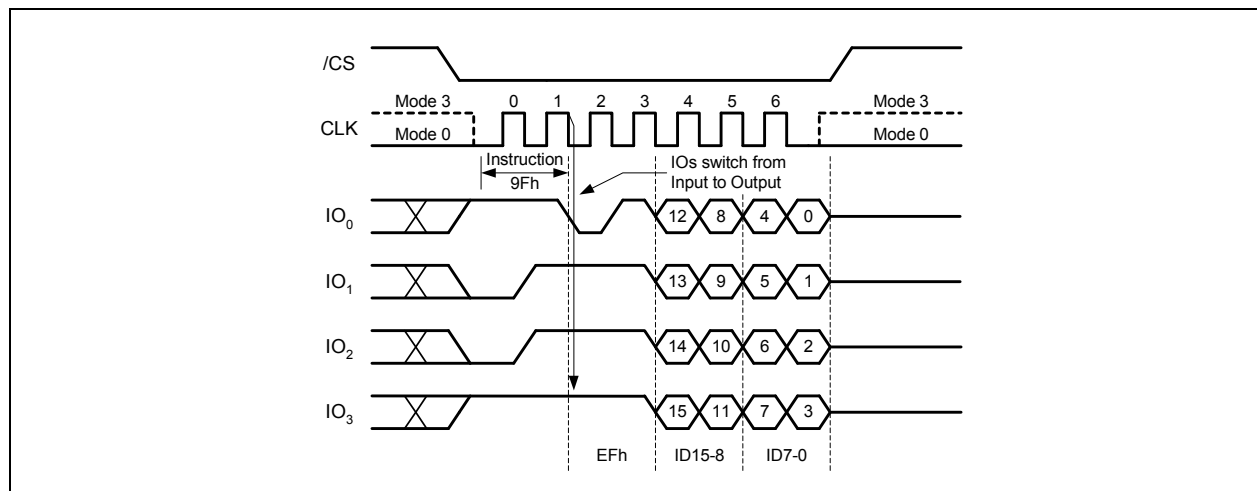 /CS
0 1 2 3 4 5 6
Mode 3 Mode 3
CLK Mode 0 Mode 0
Instruction
9Fh
IOs switch from
Input to Output
IO0 12 8 4 0
IO1 13 9 5 1
IO2 14 10 6 2
IO3 15 11 7 3
EFh ID15-8 ID7-0